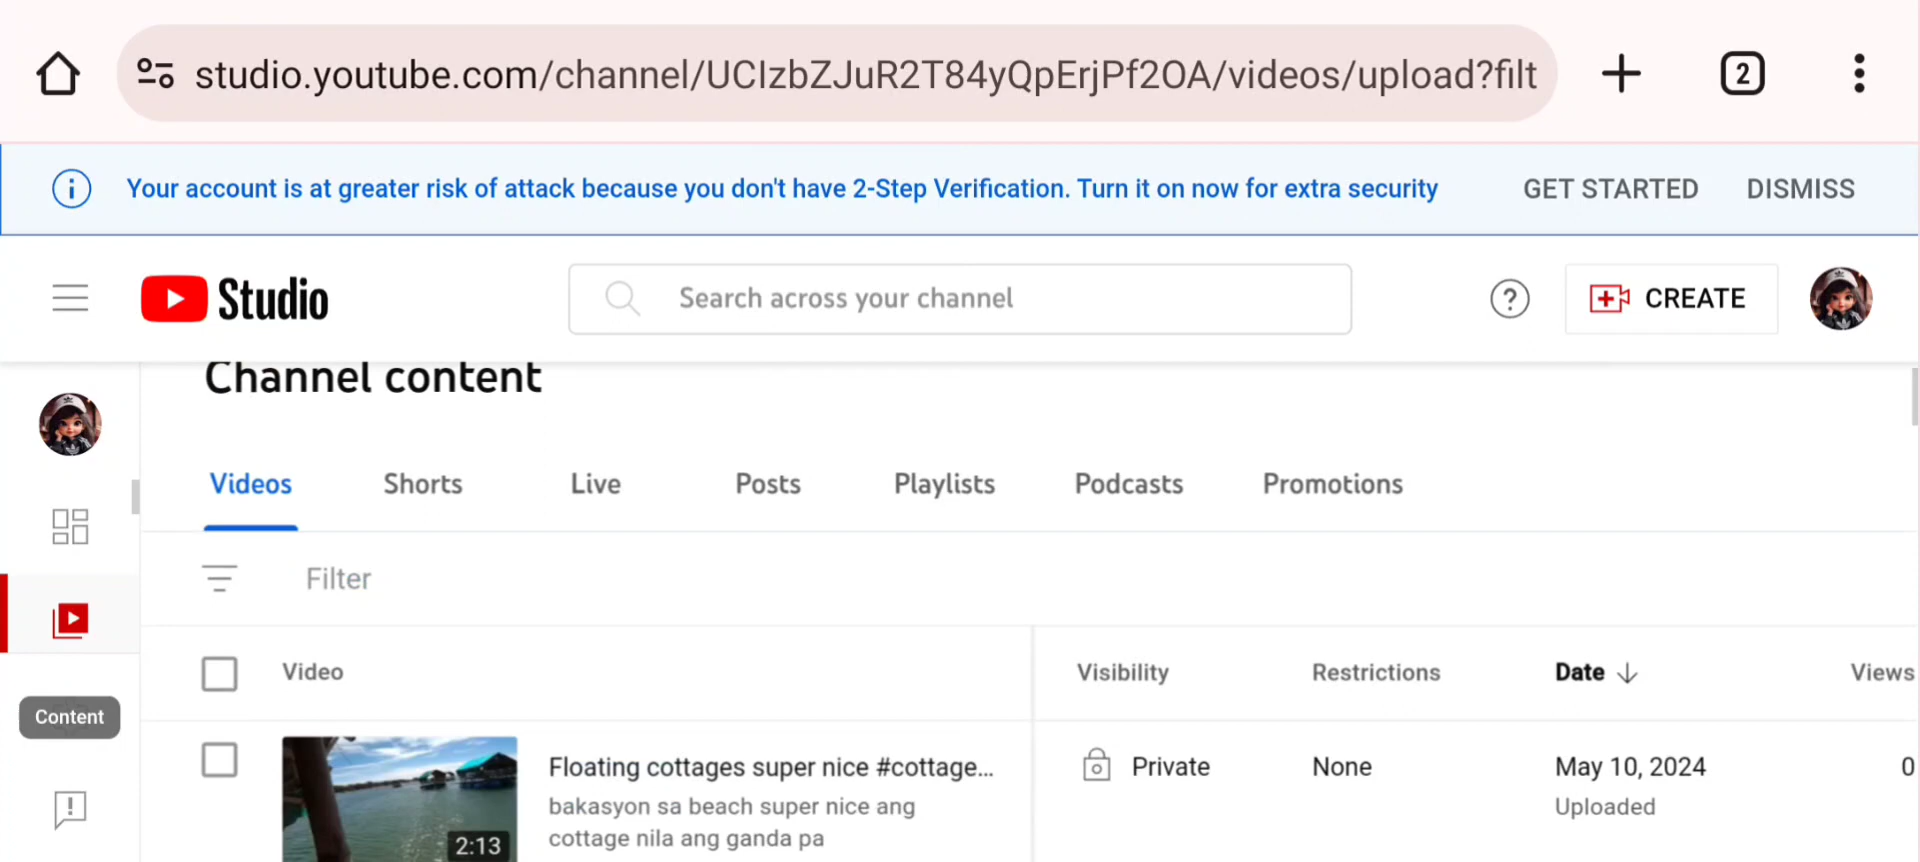 studio.youtube.com/channel/UCIzbZJuR2T84yQpErjPf2OA/videos/upload?filt
2
Your account is at greater risk of attack because you don't have 2-Step Verification. Turn it on now for extra security
GET STARTED
DISMISS
Studio
Search across your channel
CREATE
Channel content
Videos
Shorts
Live
Posts
Playlists
Podcasts
Promotions
Filter
Video
Visibility
Restrictions
Date
Views
Content
Floating cottages super nice #cottage...
bakasyon sa beach super nice ang
cottage nila ang ganda pa
2:13
Private
None
May 10, 2024
Uploaded
0